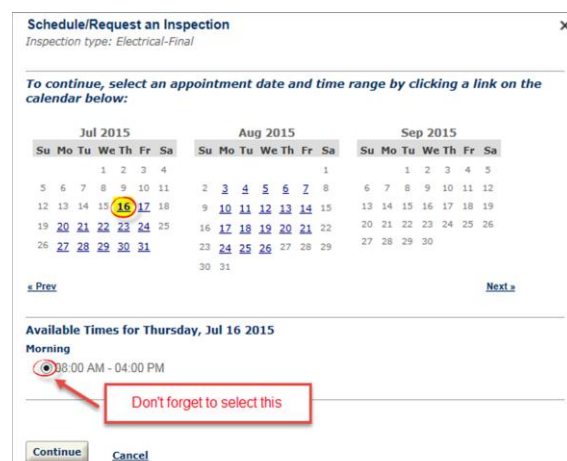 Schedule/Request an Inspection
x
Inspection type: Electrical-Final
To continue, select an appointment date and time range by clicking a link on the
calendar below:
Jul 2015 Aug 2015 Sep 2015
Su Mo Tu We Th Fr Sa Su Mo Tu We Th Fr Sa Su Mo Tu We Th Fr Sa
1 2 3 4 1 1 2 3 4 5
5 6 7 8 9 10 11 2 3 4 5 6 7 8 6 7 8 9 10 11 12
12 13 14 15 16 17 18 9 10 11 12 13 14 15 13 14 15 16 17 18 19
19 20 21 22 23 24 25 16 17 18 19 20 21 22 20 21 22 23 24 25 26
26 27 28 29 30 31 23 24 25 26 27 28 29 27 28 29 30
30 31
« Prev Next »
Available Times for Thursday, Jul 16 2015
Morning
08:00 AM - 04:00 PM
Don't forget to select this
Continue Cancel